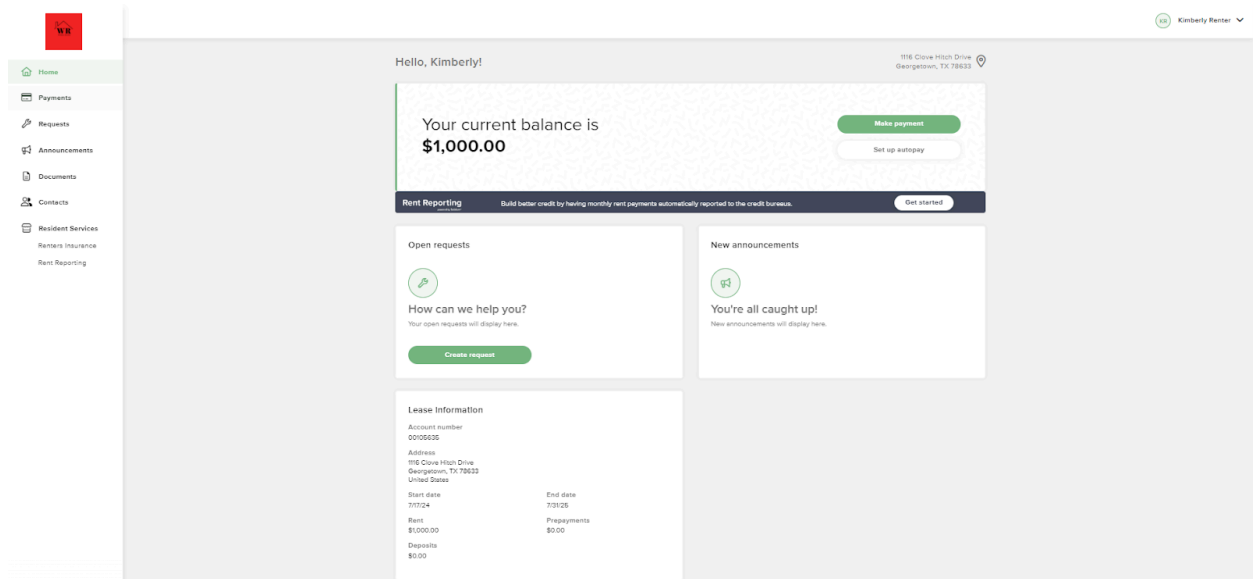 WR
KR
Kimberly Renter
Home
Payments
Requests
Announcements
Documents
Contacts
Resident Services
Renters Insurance
Rent Reporting
Hello, Kimberly!
1116 Clove Hitch Drive
Georgetown, TX 78633
Your current balance is
$1,000.00
Make payment
Set up autopay
Rent Reporting
Build better credit by having monthly rent payments automatically reported to the credit bureaus.
Get started
Open requests
How can we help you?
Your open requests will display here.
Create request
New announcements
You're all caught up!
New announcements will display here.
Lease Information
Account number
00105635
Address
1116 Clove Hitch Drive
Georgetown, TX 78633
United States
Start date
7/17/24
End date
7/31/25
Rent
$1,000.00
Prepayments
$0.00
Deposits
$0.00